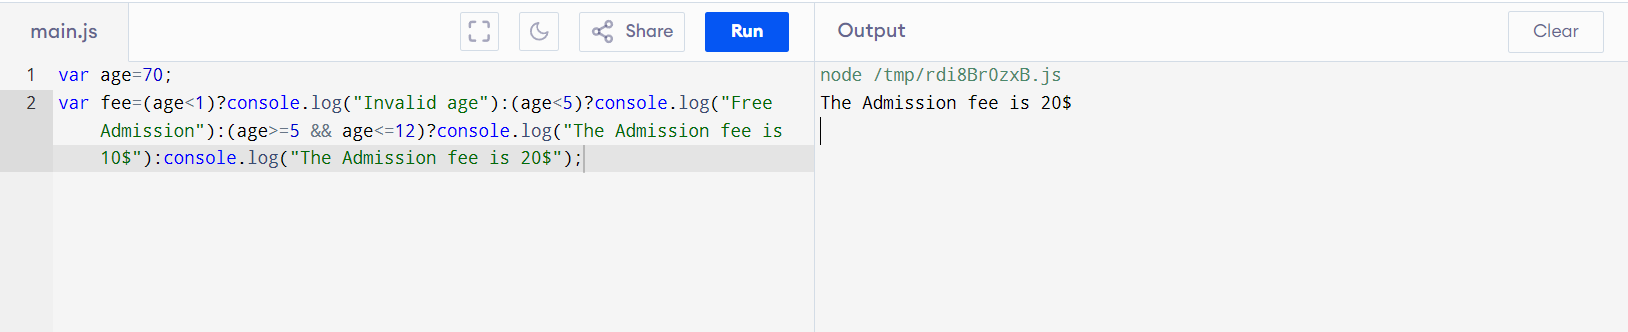 main.js
Share
Run
Output
Clear
1 var age=70;
2 var fee=(age<1)?console.log("Invalid age"):(age<5)?console.log("Free
Admission"):(age>=5 && age<=12)?console.log("The Admission fee is
10$"):console.log("The Admission fee is 20$");
node /tmp/rdi8Br0zxB.js
The Admission fee is 20$